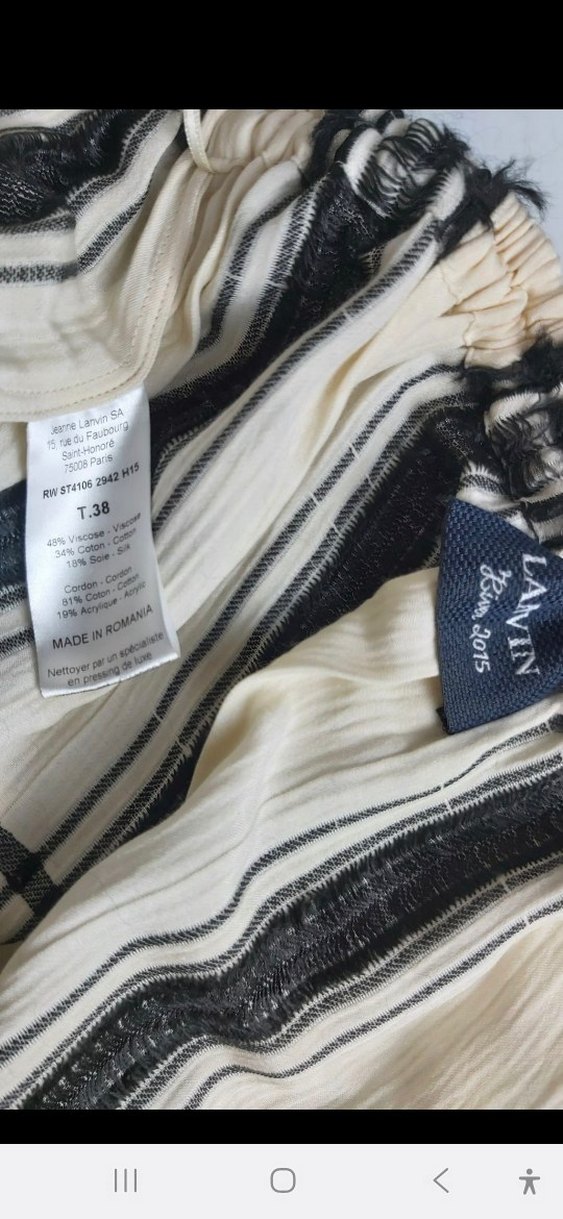 Jeanne Lanvin SA
15, rue du Faubourg
Saint-Honoré
75008 Paris
RW ST4106 2942 H15
T.38
48% Viscose - Viscose
34% Coton - Cotton
18% Soie - Silk
Cordon - Cordon
81% Coton - Cotton
19% Acrylique - Acrylic
MADE IN ROMANIA
Nettoyer par un spécialiste
en pressing de luxe
LANVIN
Hiver 2015